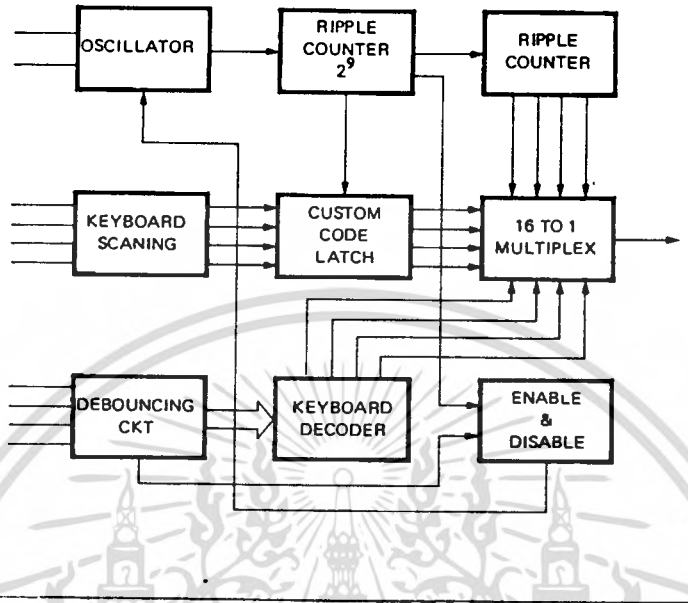 OSCILLATOR
RIPPLE
COUNTER
2⁹
RIPPLE
COUNTER
KEYBOARD
SCANING
CUSTOM
CODE
LATCH
16 TO 1
MULTIPLEX
DEBOUNCING
CKT
KEYBOARD
DECODER
ENABLE
&
DISABLE